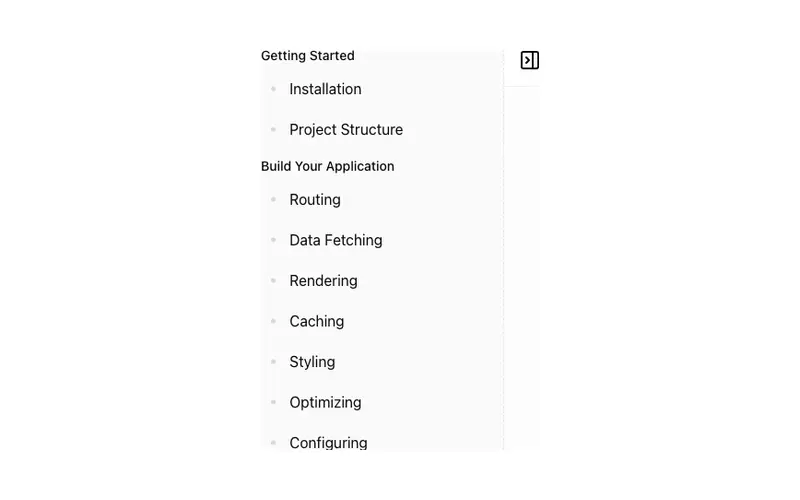 Getting Started
Installation
Project Structure
Build Your Application
Routing
Data Fetching
Rendering
Caching
Styling
Optimizing
Configuring